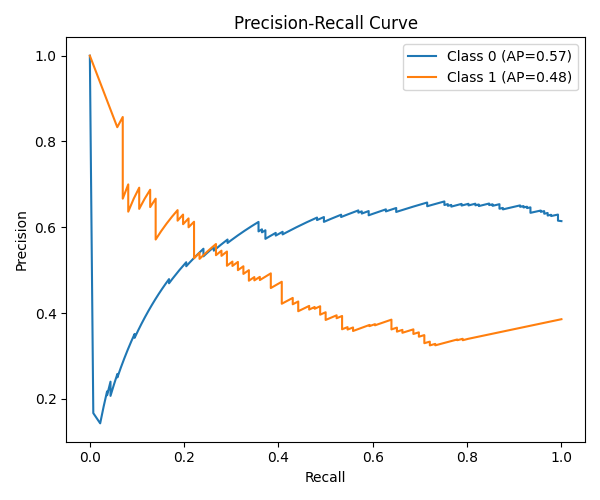 Precision-Recall Curve
Class 0 (AP=0.57)
Class 1 (AP=0.48)
Precision
1.0
0.8
0.6
0.4
0.2
0.0 0.2 0.4 0.6 0.8 1.0
Recall